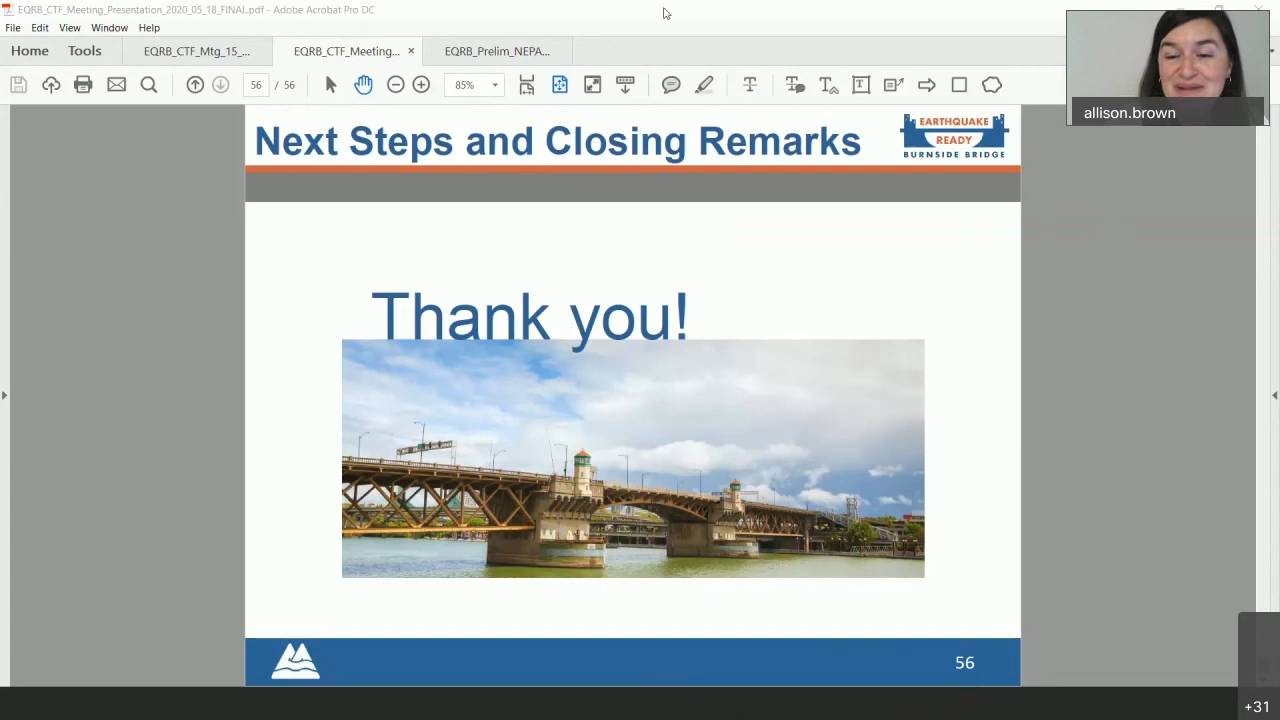 EQRB_CTF_Meeting_Presentation_2020_05_18_FINAL.pdf - Adobe Acrobat Pro DC
File Edit View Window Help
Home Tools EQRB_CTF_Mtg_15_... EQRB_CTF_Meeting... × EQRB_Prelim_NEPA...
56 / 56 85%
allison.brown
Next Steps and Closing Remarks
EARTHQUAKE
READY
BURNSIDE BRIDGE
Thank you!
56
+31